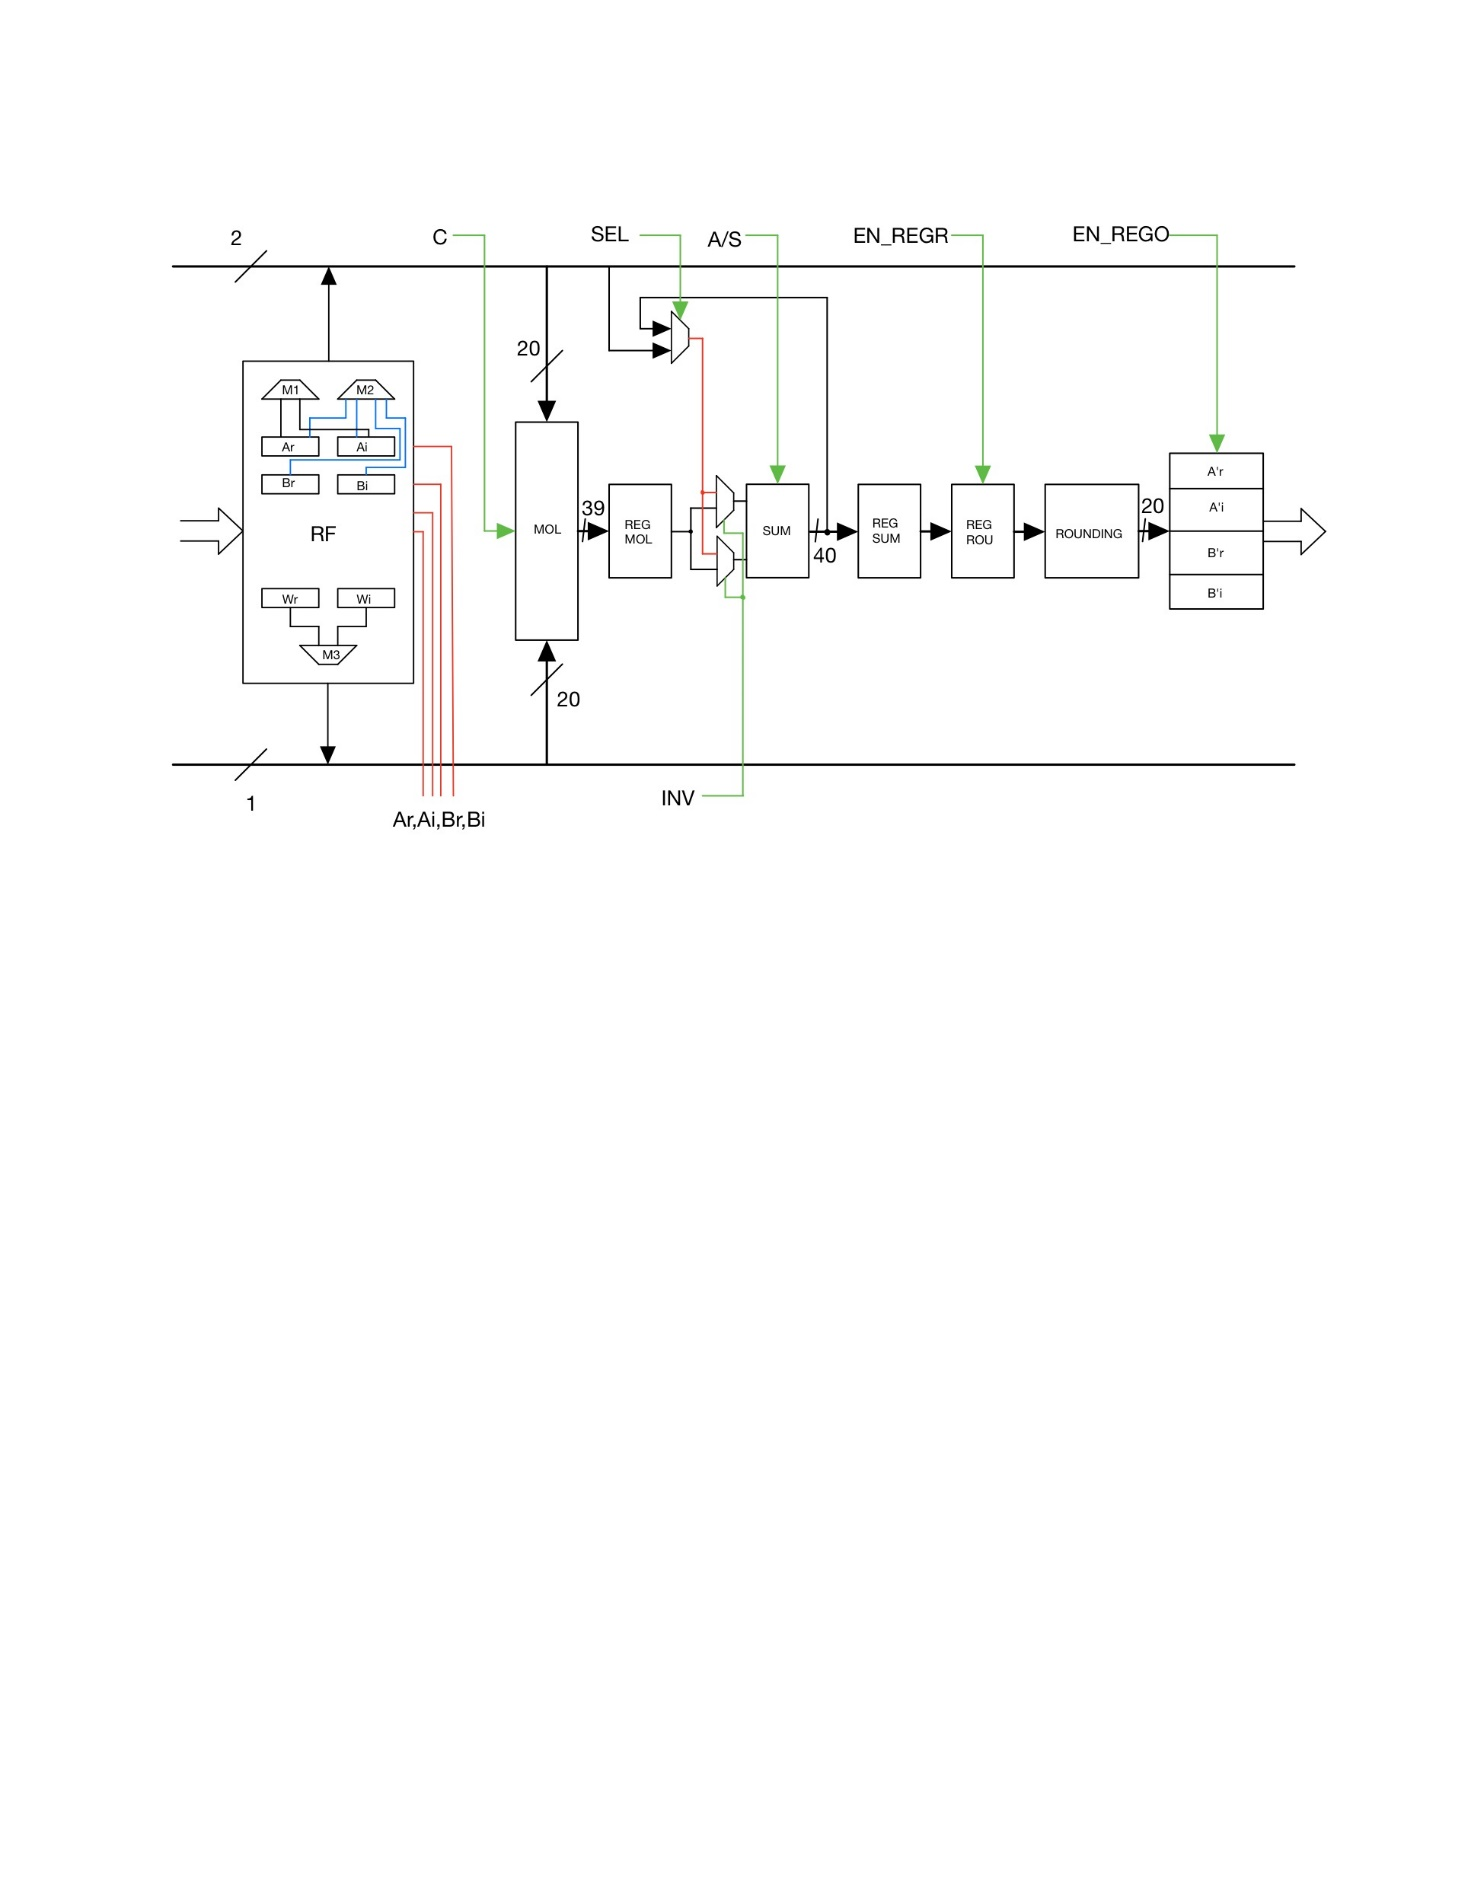 2
C
SEL
A/S
EN_REGR
EN_REGO
20
M1
M2
Ar
Ai
Br
Bi
RF
Wr
Wi
M3
MOL
39
REG
MOL
SUM
40
REG
SUM
REG
ROU
ROUNDING
20
A'r
A'i
B'r
B'i
20
1
Ar,Ai,Br,Bi
INV